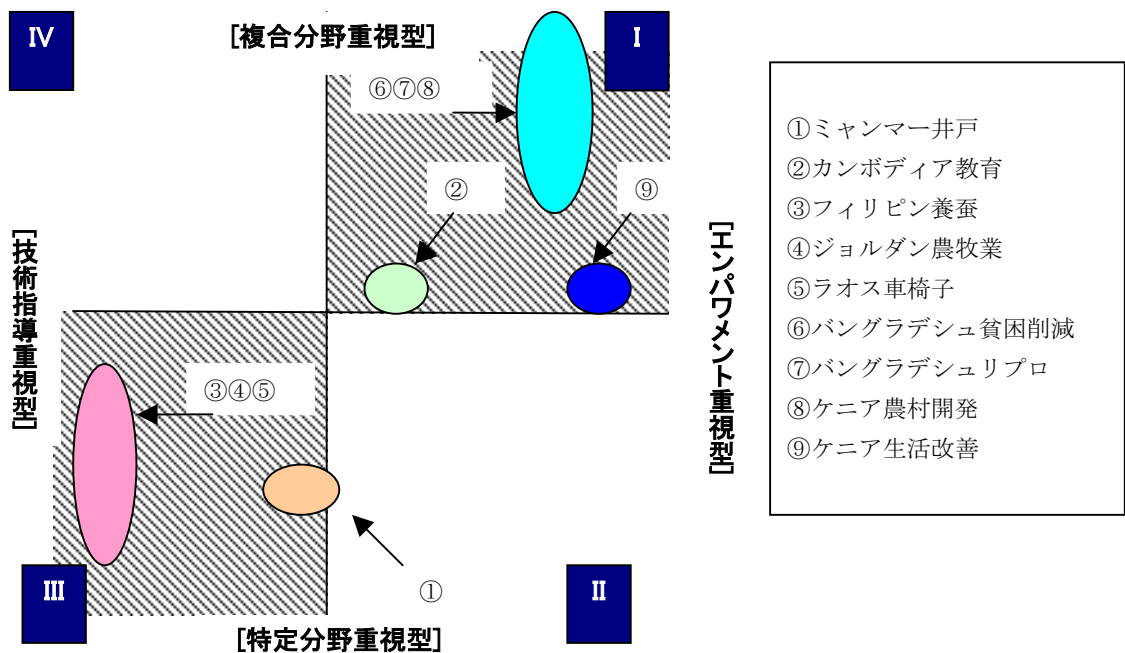 IV
[複合分野重視型]
I
⑥⑦⑧
②
⑨
[技術指導重視型]
[エンパワメント重視型]
③④⑤
①
III
II
[特定分野重視型]
①ミャンマー井戸
②カンボディア教育
③フィリピン養蚕
④ジョルダン農牧業
⑤ラオス車椅子
⑥バングラデシュ貧困削減
⑦バングラデシュリプロ
⑧ケニア農村開発
⑨ケニア生活改善